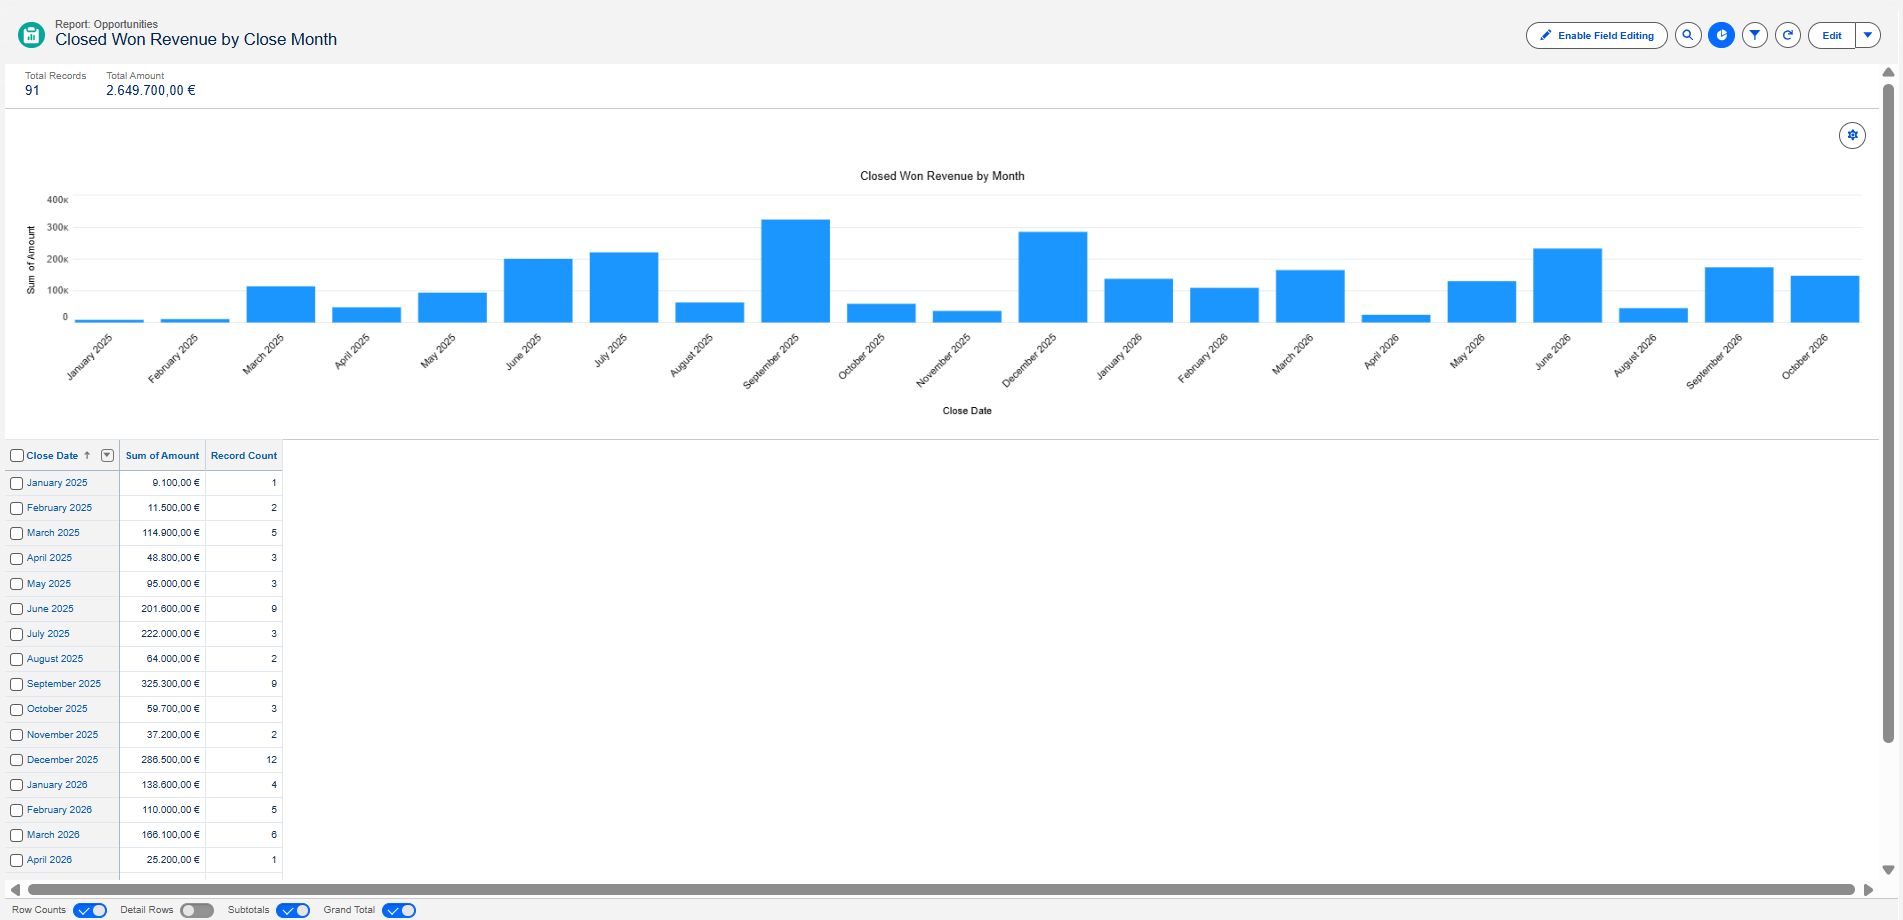 Report: Opportunities
Closed Won Revenue by Close Month
Enable Field Editing
Edit
Total Records
Total Amount
91
2.649.700,00 €
Closed Won Revenue by Month
Sum of Amount
400K
300K
200K
100K
0
January 2025
February 2025
March 2025
April 2025
May 2025
June 2025
July 2025
August 2025
September 2025
October 2025
November 2025
December 2025
January 2026
February 2026
March 2026
April 2026
May 2026
June 2026
August 2026
September 2026
October 2026
Close Date
Close Date ↑ Sum of Amount Record Count
January 2025 9.100,00 € 1
February 2025 11.500,00 € 2
March 2025 114.900,00 € 5
April 2025 48.800,00 € 3
May 2025 95.000,00 € 3
June 2025 201.600,00 € 9
July 2025 222.000,00 € 3
August 2025 64.000,00 € 2
September 2025 325.300,00 € 9
October 2025 59.700,00 € 3
November 2025 37.200,00 € 2
December 2025 286.500,00 € 12
January 2026 138.600,00 € 4
February 2026 110.000,00 € 5
March 2026 166.100,00 € 6
April 2026 25.200,00 € 1
Row Counts Detail Rows Subtotals Grand Total